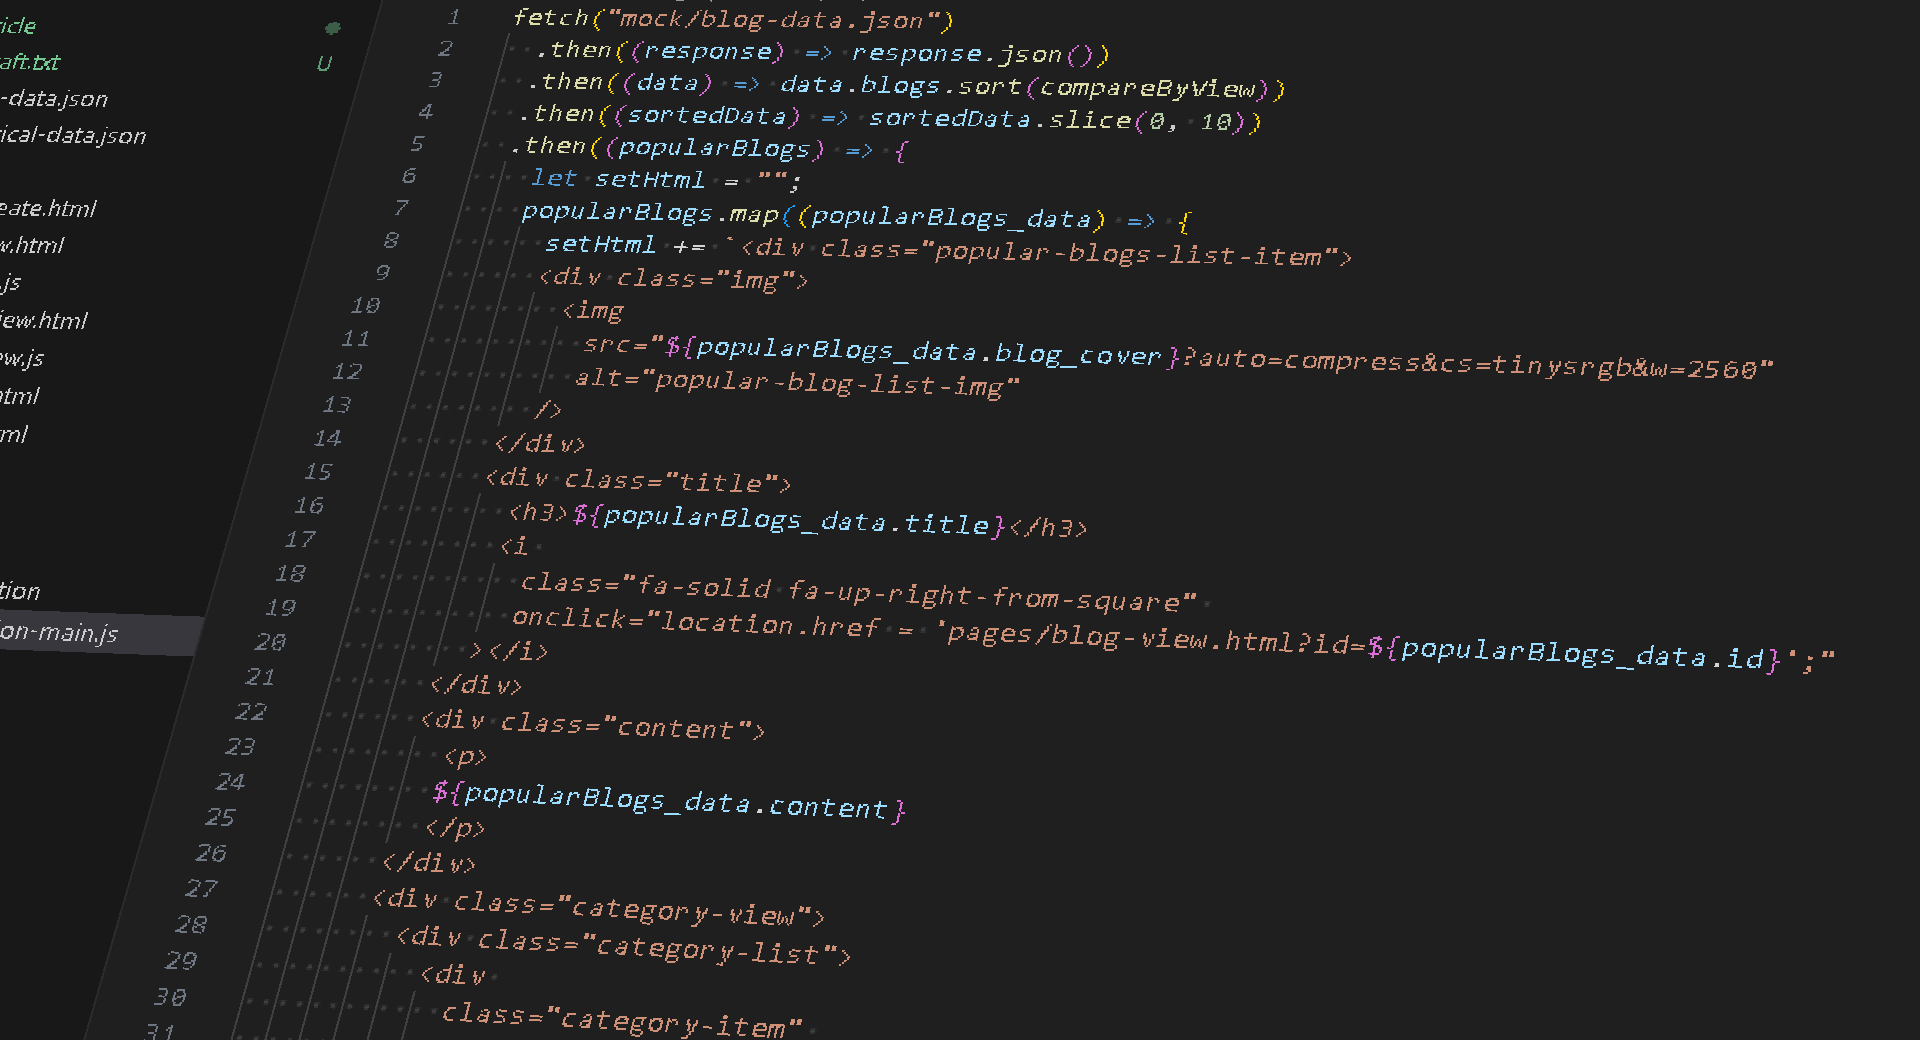 icle
aft.txt U
-data.json
ical-data.json
eate.html
w.html
.js
iew.html
ew.js
html
ml
tion
on-main.js
1 fetch("mock/blog-data.json")
2 .then((response) => response.json())
3 .then((data) => data.blogs.sort(compareByView))
4 .then((sortedData) => sortedData.slice(0, 10))
5 .then((popularBlogs) => {
6 let setHtml = "";
7 popularBlogs.map((popularBlogs_data) => {
8 setHtml += `<div class="popular-blogs-list-item">
9 <div class="img">
10 <img
11 src="${popularBlogs_data.blog_cover}?auto=compress&cs=tinysrgb&w=2560"
12 alt="popular-blog-list-img"
13 />
14 </div>
15 <div class="title">
16 <h3>${popularBlogs_data.title}</h3>
17 <i
18 class="fa-solid fa-up-right-from-square"
19 onclick="location.href = 'pages/blog-view.html?id=${popularBlogs_data.id}';"
20 ></i>
21 </div>
22 <div class="content">
23 <p>
24 ${popularBlogs_data.content}
25 </p>
26 </div>
27 <div class="category-view">
28 <div class="category-list">
29 <div
30 class="category-item"
31